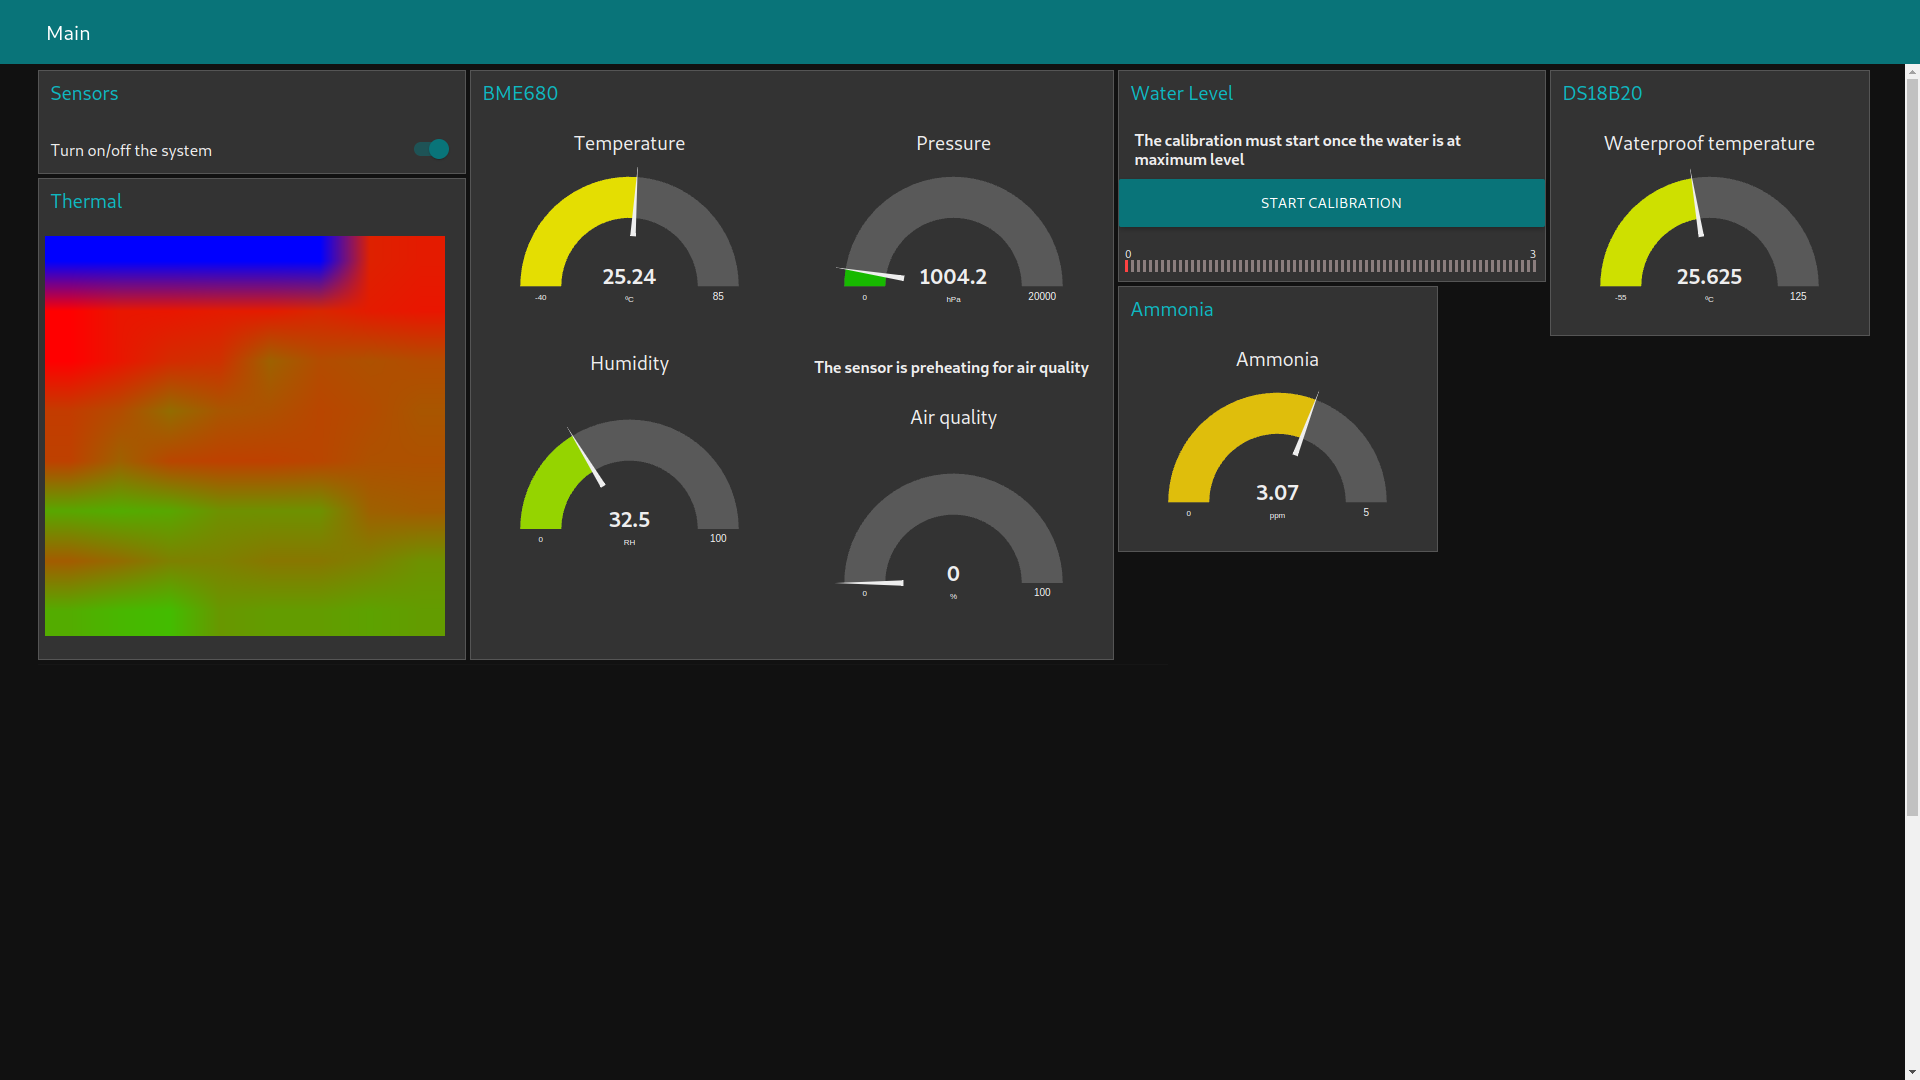 Main
Sensors
Turn on/off the system
Thermal
BME680
Temperature
25.24
-40
ºC
85
Pressure
1004.2
0
hPa
20000
Humidity
32.5
0
RH
100
The sensor is preheating for air quality
Air quality
0
0
%
100
Water Level
The calibration must start once the water is at
maximum level
START CALIBRATION
0
3
Ammonia
Ammonia
3.07
0
ppm
5
DS18B20
Waterproof temperature
25.625
-55
ºC
125